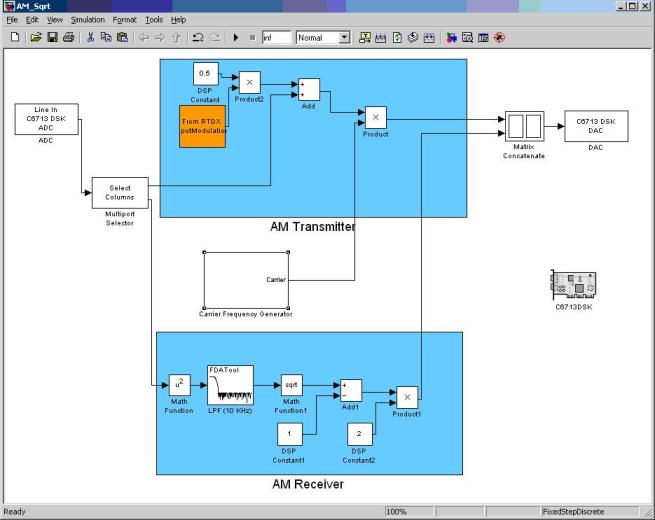 AM_Sqrt
File Edit View Simulation Format Tools Help
inf Normal
Line In
C6713 DSK
ADC
ADC
0.5
DSP
Constant
From RTDX
putModulatio
×
Product2
+
+
Add
×
Product
Matrix
Concatenate
C6713 DSK
DAC
DAC
Select
Columns
Multiport
Selector
AM Transmitter
Carrier
Carrier Frequency Generator
C6713DSK
u2
Math
Function
FDATool
LPF (10 KHz)
sqrt
Math
Function1
+
−
Add1
×
Product1
1
DSP
Constant1
2
DSP
Constant2
AM Receiver
Ready 100% FixedStepDiscrete